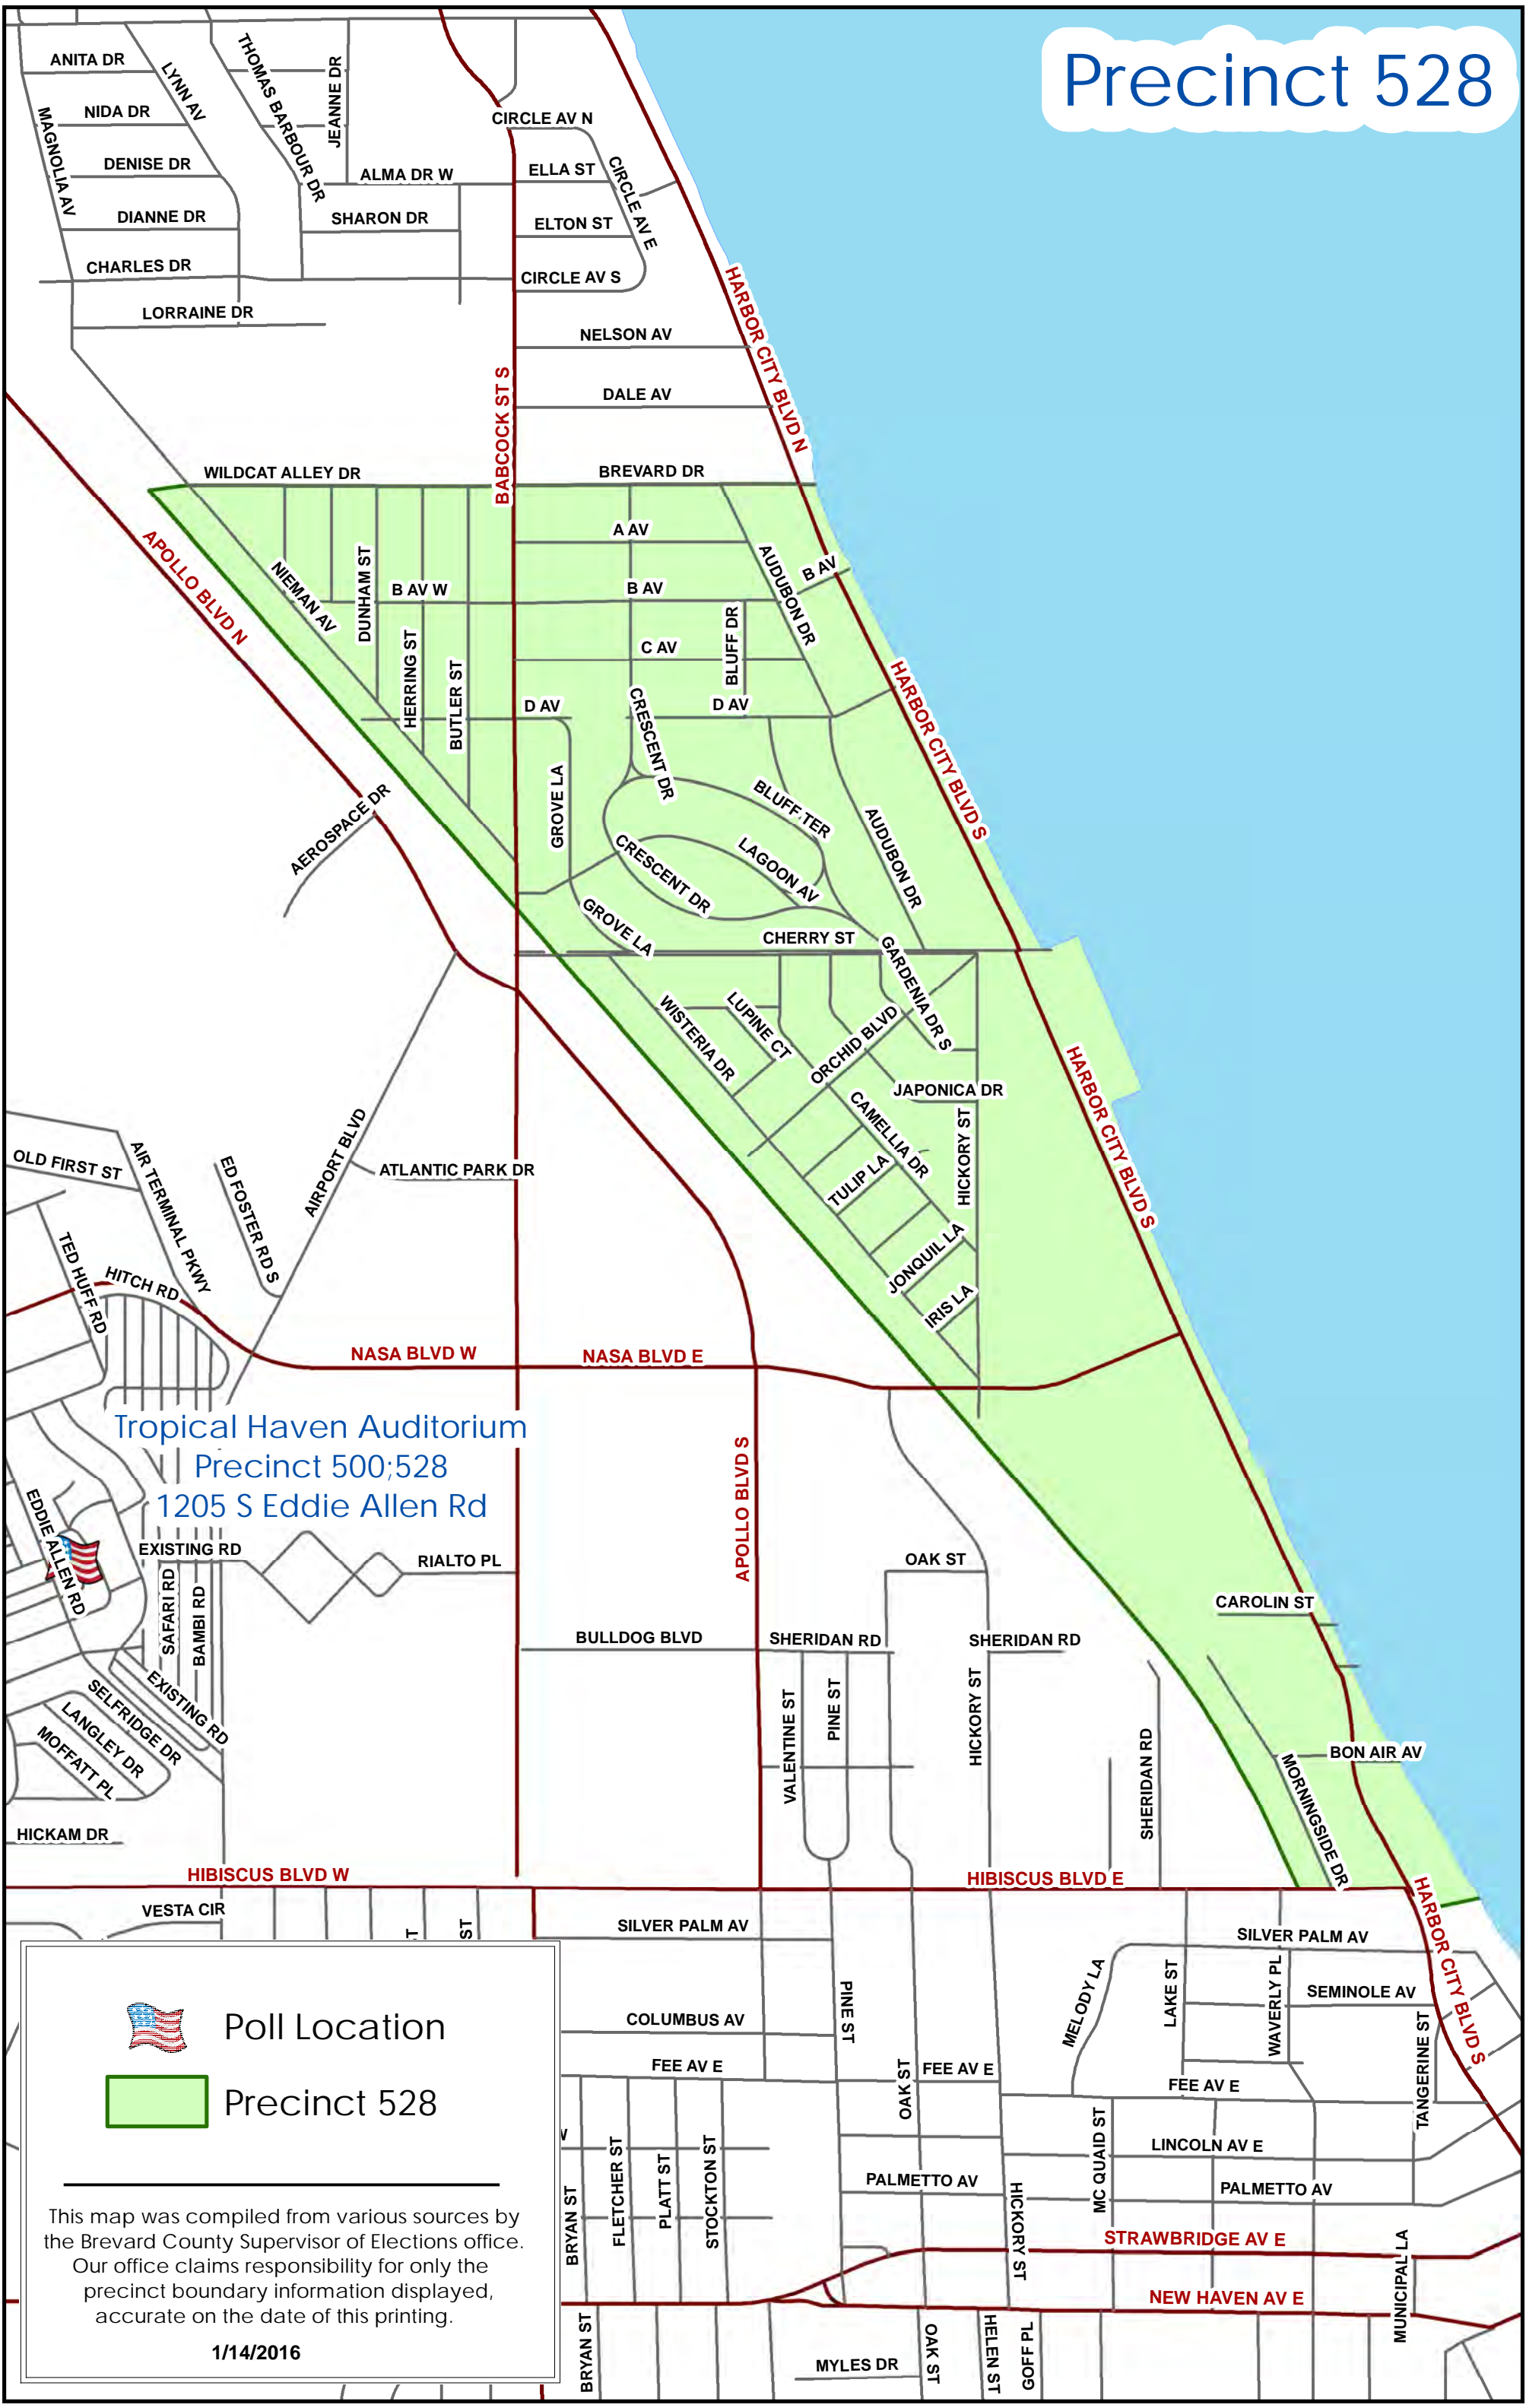 Precinct 528
ANITA DR
LYNN AV
THOMAS BARBOUR DR
JEANNE DR
NIDA DR
MAGNOLIA AV
CIRCLE AV N
DENISE DR
ALMA DR W
ELLA ST
CIRCLE AV E
DIANNE DR
SHARON DR
ELTON ST
CHARLES DR
CIRCLE AV S
LORRAINE DR
HARBOR CITY BLVD N
NELSON AV
BABCOCK ST S
DALE AV
WILDCAT ALLEY DR
BREVARD DR
APOLLO BLVD N
A AV
AUDUBON DR
B AV
NIEMAN AV
DUNHAM ST
B AV W
B AV
BLUFF DR
C AV
HERRING ST
BUTLER ST
HARBOR CITY BLVD S
D AV
CRESCENT DR
D AV
GROVE LA
BLUFF TER
AEROSPACE DR
AUDUBON DR
CRESCENT DR
LAGOON AV
GROVE LA
CHERRY ST
GARDENIA DR S
WISTERIA DR
LUPINE CT
ORCHID BLVD
HARBOR CITY BLVD S
JAPONICA DR
CAMELLIA DR
HICKORY ST
OLD FIRST ST
AIR TERMINAL PKWY
ED FOSTER RD S
AIRPORT BLVD
ATLANTIC PARK DR
TULIP LA
TED HUFF RD
JONQUIL LA
HITCH RD
IRIS LA
NASA BLVD W
NASA BLVD E
Tropical Haven Auditorium
Precinct 500;528
1205 S Eddie Allen Rd
APOLLO BLVD S
EDDIE ALLEN RD
EXISTING RD
RIALTO PL
OAK ST
SAFARI RD
BAMBI RD
CAROLIN ST
BULLDOG BLVD
SHERIDAN RD
SHERIDAN RD
EXISTING RD
SELFRIDGE DR
LANGLEY DR
MOFFATT PL
VALENTINE ST
PINE ST
HICKORY ST
SHERIDAN RD
BON AIR AV
MORNINGSIDE DR
HICKAM DR
HIBISCUS BLVD W
HIBISCUS BLVD E
HARBOR CITY BLVD S
VESTA CIR
T
ST
SILVER PALM AV
SILVER PALM AV
PINE ST
MELODY LA
LAKE ST
WAVERLY PL
SEMINOLE AV
COLUMBUS AV
TANGERINE ST
FEE AV E
OAK ST
FEE AV E
FEE AV E
MC QUAID ST
LINCOLN AV E
BRYAN ST
FLETCHER ST
PLATT ST
STOCKTON ST
PALMETTO AV
HICKORY ST
PALMETTO AV
STRAWBRIDGE AV E
MUNICIPAL LA
NEW HAVEN AV E
BRYAN ST
MYLES DR
OAK ST
HELEN ST
GOFF PL
Poll Location
Precinct 528
This map was compiled from various sources by
the Brevard County Supervisor of Elections office.
Our office claims responsibility for only the
precinct boundary information displayed,
accurate on the date of this printing.
1/14/2016